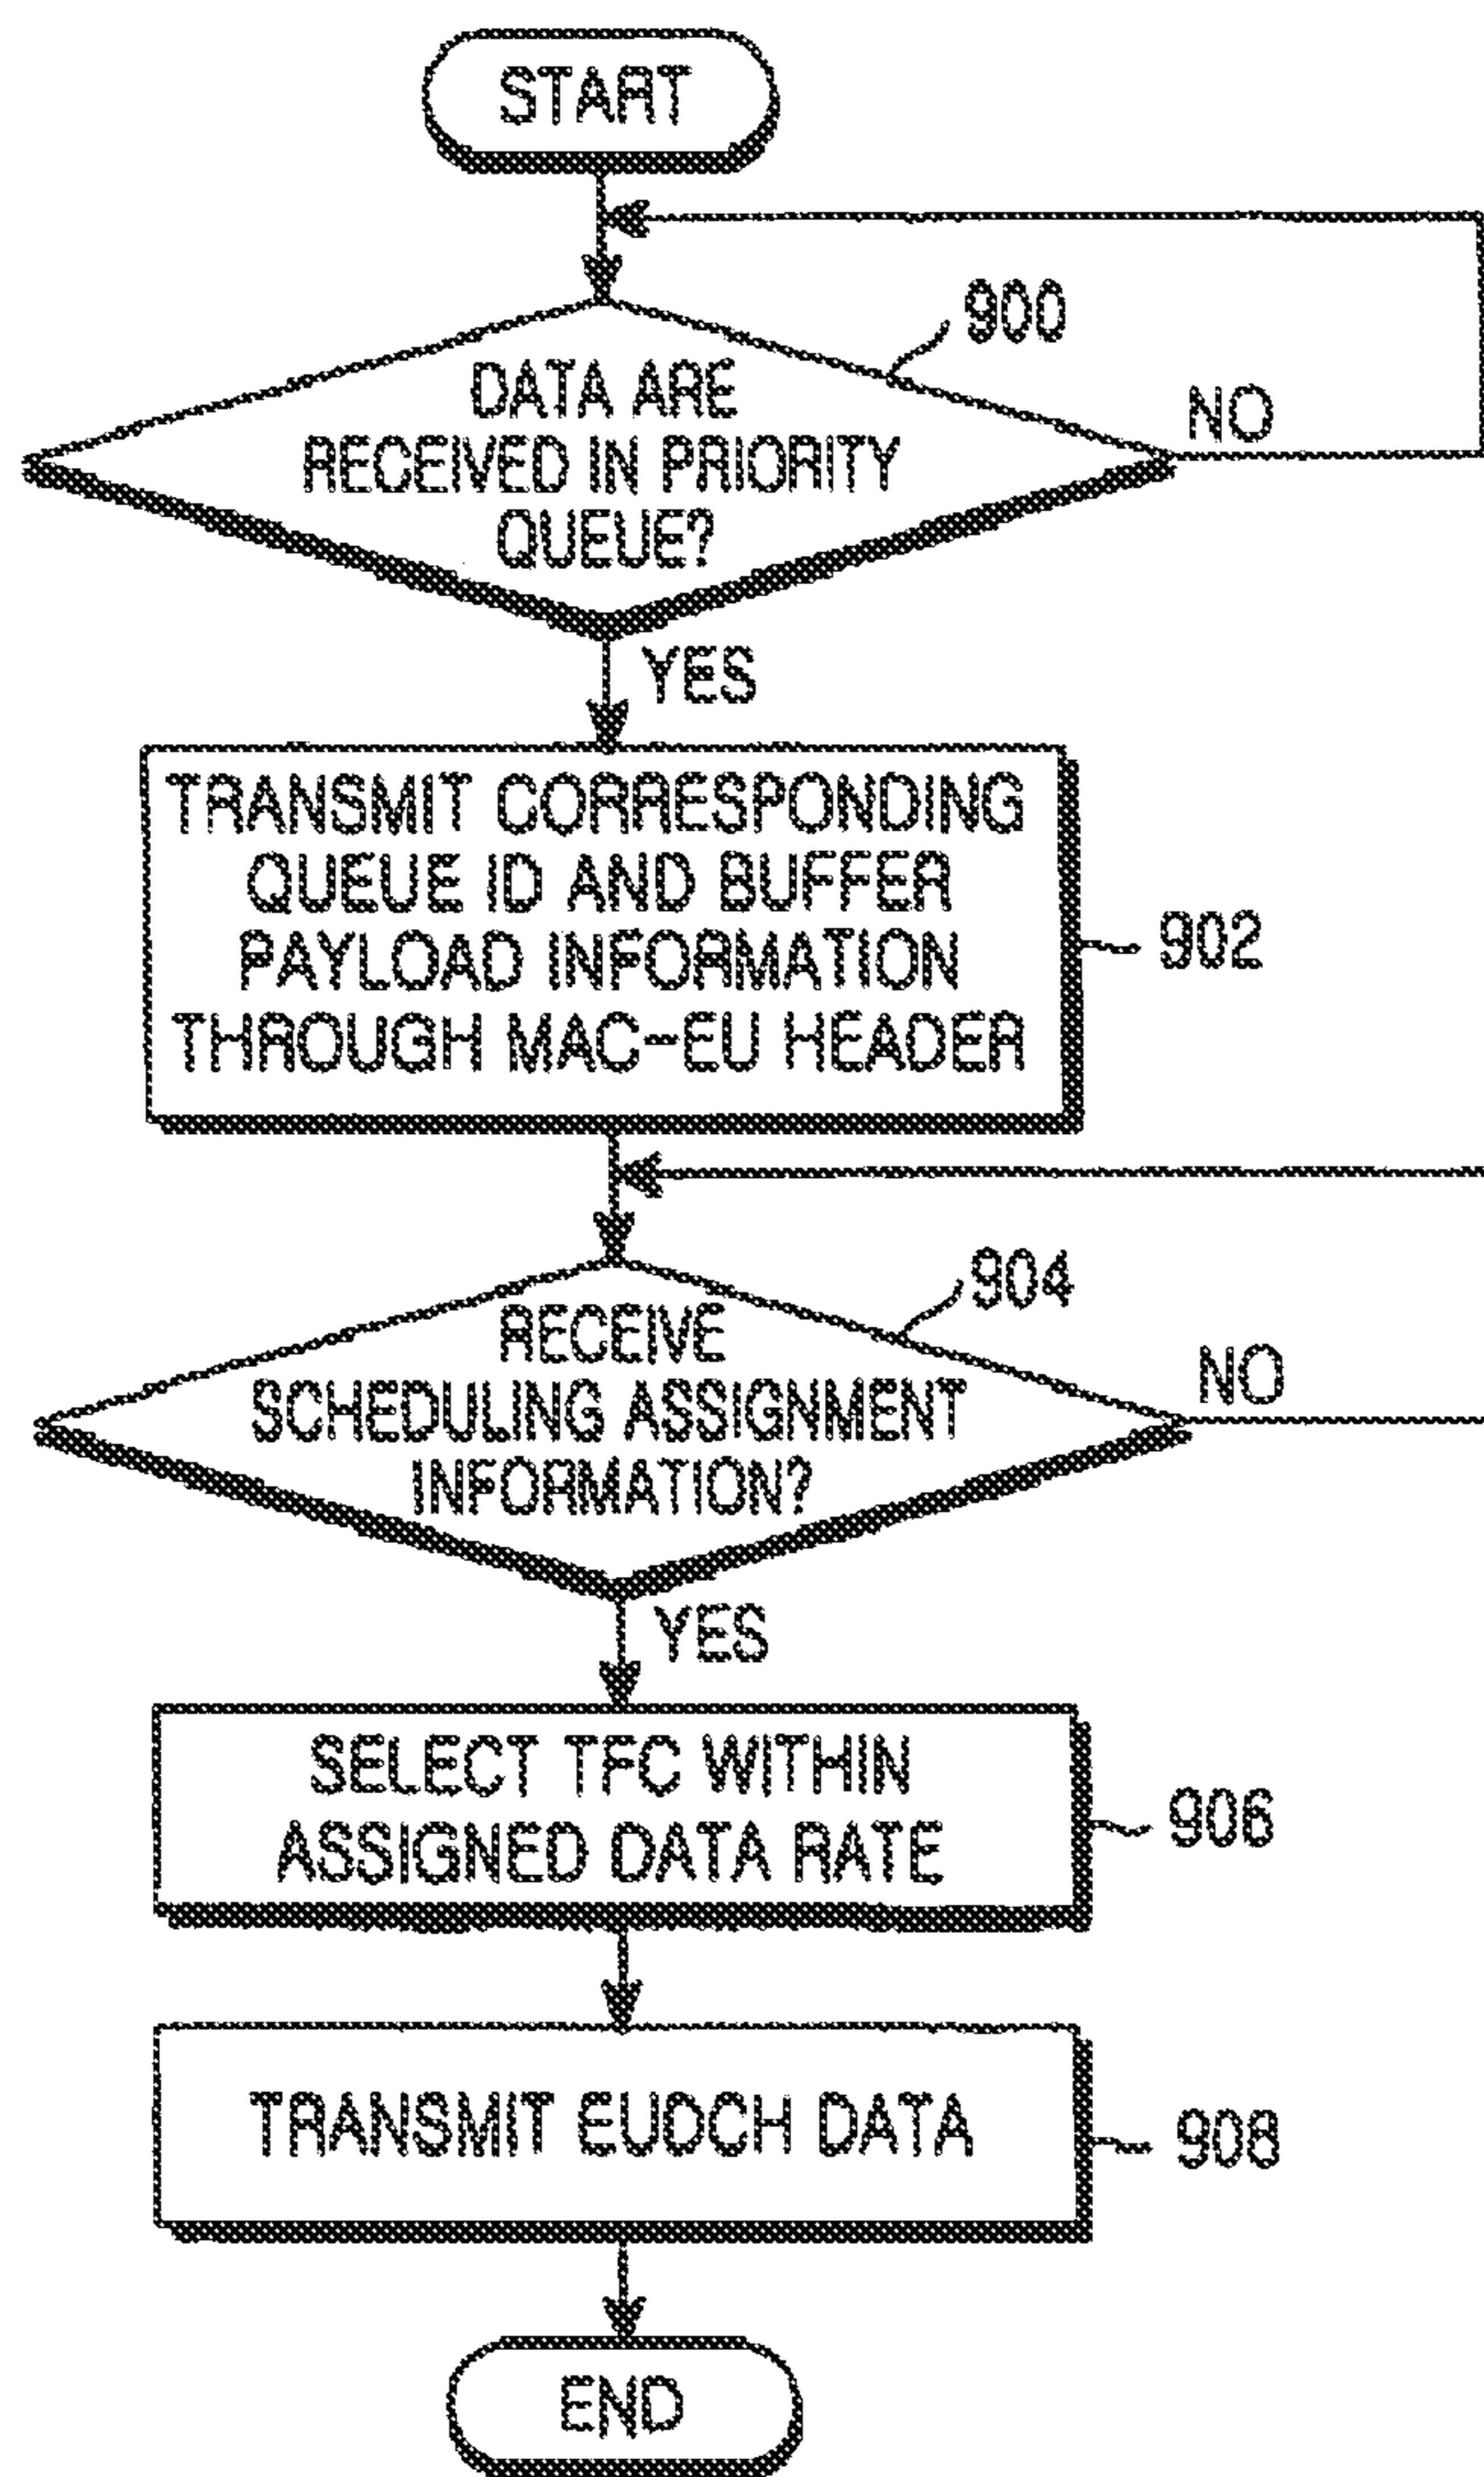 START
900
DATA ARE
RECEIVED IN PRIORITY
QUEUE?
NO
YES
TRANSMIT CORRESPONDING
QUEUE ID AND BUFFER
PAYLOAD INFORMATION
THROUGH MAC-EU HEADER
902
904
RECEIVE
SCHEDULING ASSIGNMENT
INFORMATION?
NO
YES
SELECT TFC WITHIN
ASSIGNED DATA RATE
906
TRANSMIT EUDCH DATA
908
END